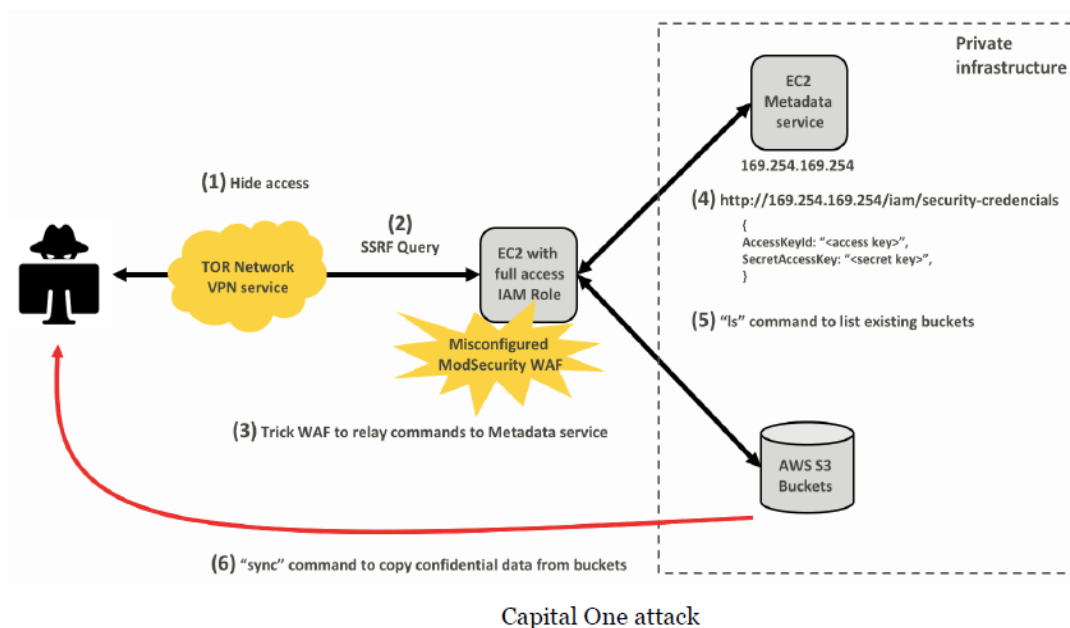 Private
infrastructure
EC2
Metadata
service
169.254.169.254
(1) Hide access
(2)
SSRF Query
TOR Network
VPN service
EC2 with
full access
IAM Role
Misconfigured
ModSecurity WAF
(3) Trick WAF to relay commands to Metadata service
(4) http://169.254.169.254/iam/security-credencials
{
AccessKeyId: “<access key>”,
SecretAccessKey: “<secret key>”,
}
(5) “ls” command to list existing buckets
AWS S3
Buckets
(6) “sync” command to copy confidential data from buckets
Capital One attack